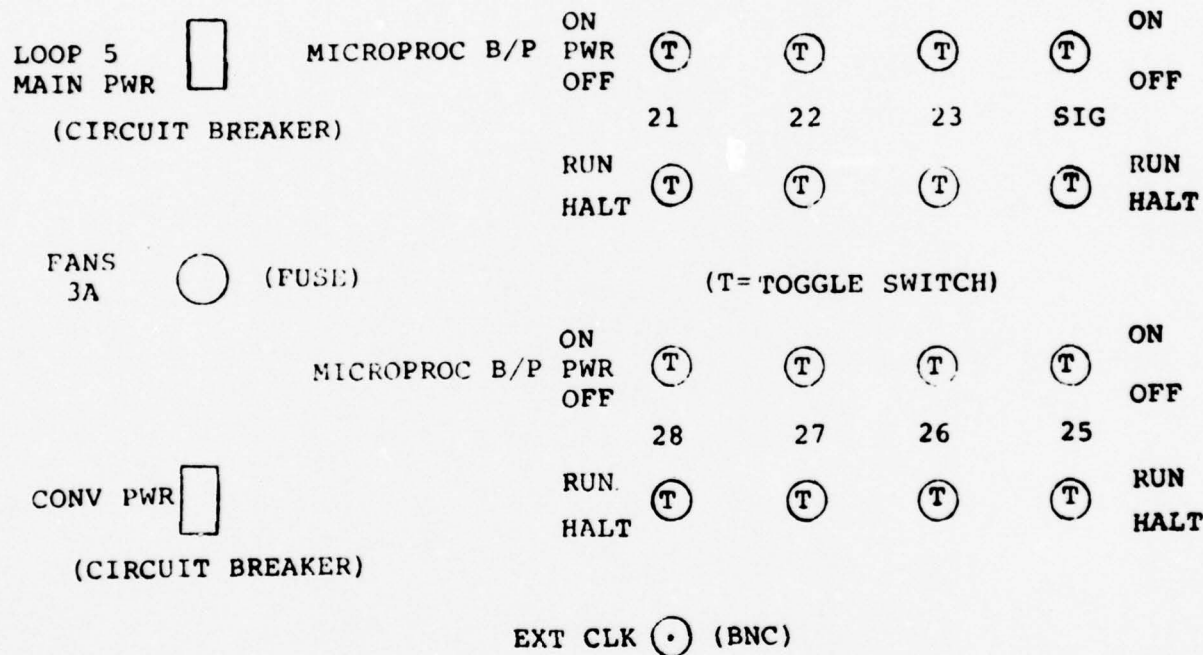 LOOP 5
MAIN PWR
(CIRCUIT BREAKER)
MICROPROC B/P
ON
PWR
OFF
T T T T
ON
OFF
21 22 23 SIG
RUN
HALT
T T T T
RUN
HALT
FANS
3A
(FUSE)
(T=TOGGLE SWITCH)
MICROPROC B/P
ON
PWR
OFF
T T T T
ON
OFF
28 27 26 25
CONV PWR
(CIRCUIT BREAKER)
RUN
HALT
T T T T
RUN
HALT
EXT CLK (BNC)